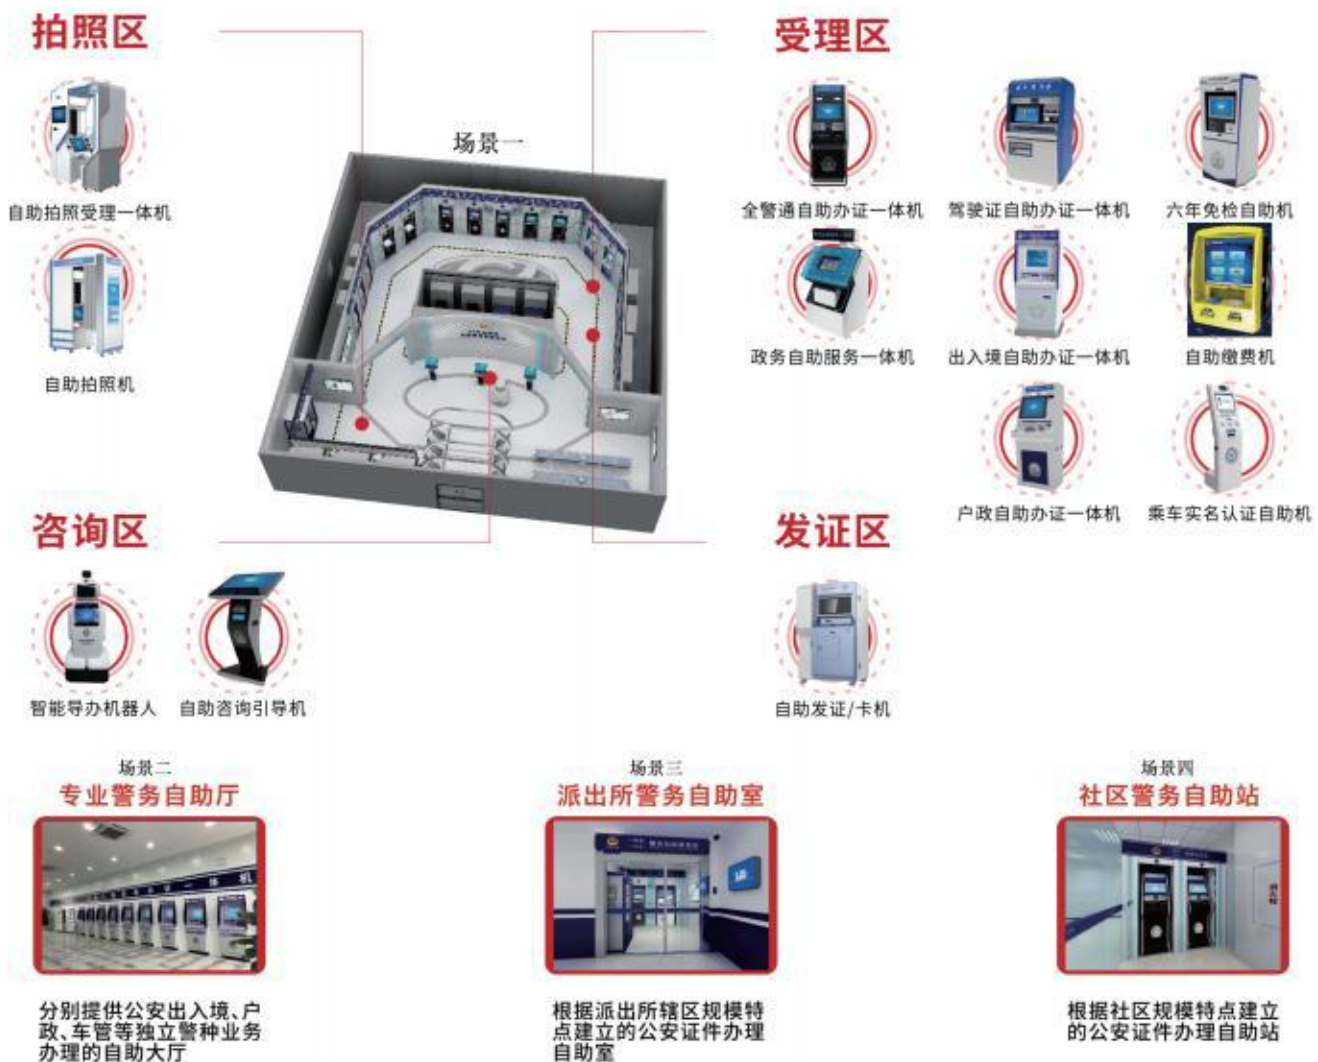 拍照区
受理区
场景一
自助拍照受理一体机
全警通自助办证一体机
驾驶证自助办证一体机
六年免检自助机
自助拍照机
政务自助服务一体机
出入境自助办证一体机
自助缴费机
户政自助办证一体机
乘车实名认证自助机
咨询区
发证区
智能导办机器人
自助咨询引导机
自助发证/卡机
场景二
专业警务自助厅
分别提供公安出入境、户
政、车管等独立警种业务
办理的自助大厅
场景三
派出所警务自助室
根据派出所辖区规模特
点建立的公安证件办理
自助室
场景四
社区警务自助站
根据社区规模特点建立
的公安证件办理自助站